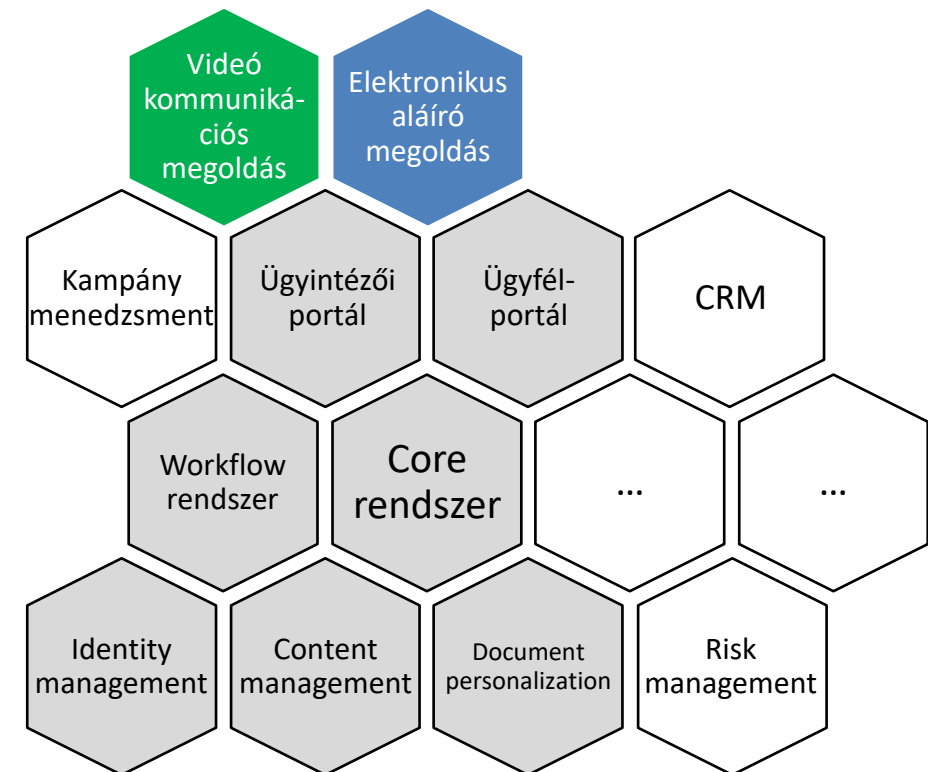 Videó
kommuniká-
ciós
megoldás
Elektronikus
aláíró
megoldás
Kampány
menedzsment
Ügyintézői
portál
Ügyfél-
portál
CRM
Workflow
rendszer
Core
rendszer
...
...
Identity
management
Content
management
Document
personalization
Risk
management